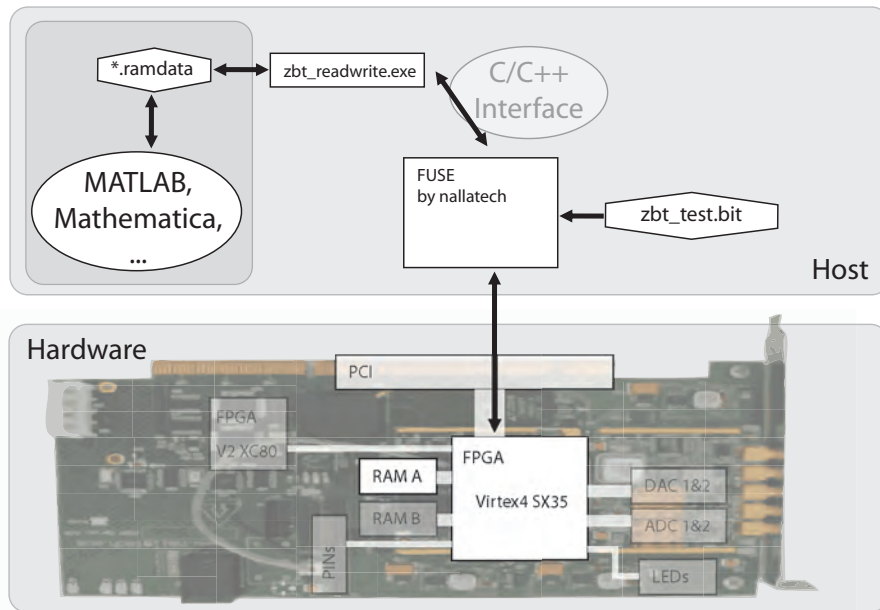 *.ramdata
zbt_readwrite.exe
C/C++
Interface
MATLAB,
Mathematica,
...
FUSE
by nallatech
zbt_test.bit
Host
Hardware
PCI
FPGA
V2 XC80
FPGA
Virtex4 SX35
RAM A
RAM B
PINs
DAC 1&2
ADC 1&2
LEDs